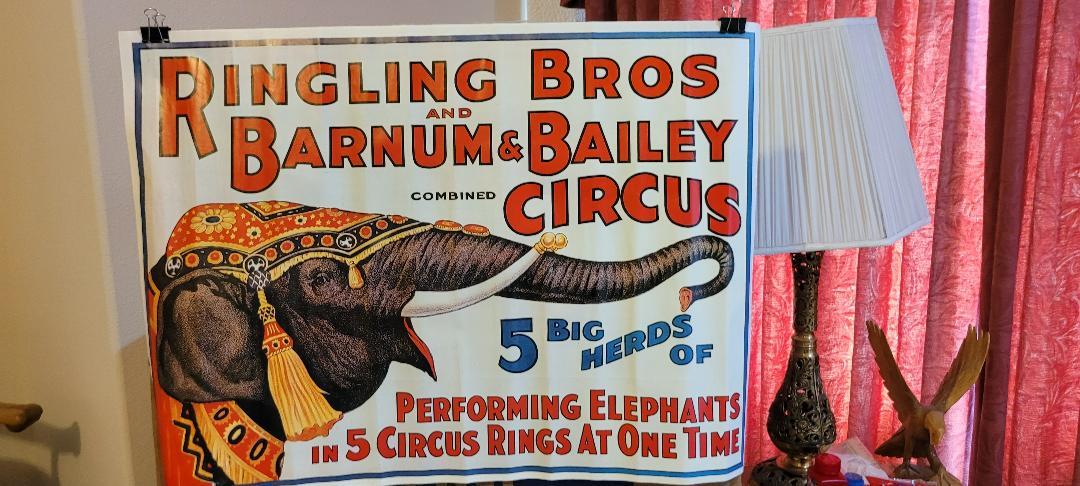 RINGLING BROS
AND
BARNUM & BAILEY
COMBINED CIRCUS
5 BIG
HERDS
OF
PERFORMING ELEPHANTS
IN 5 CIRCUS RINGS AT ONE TIME